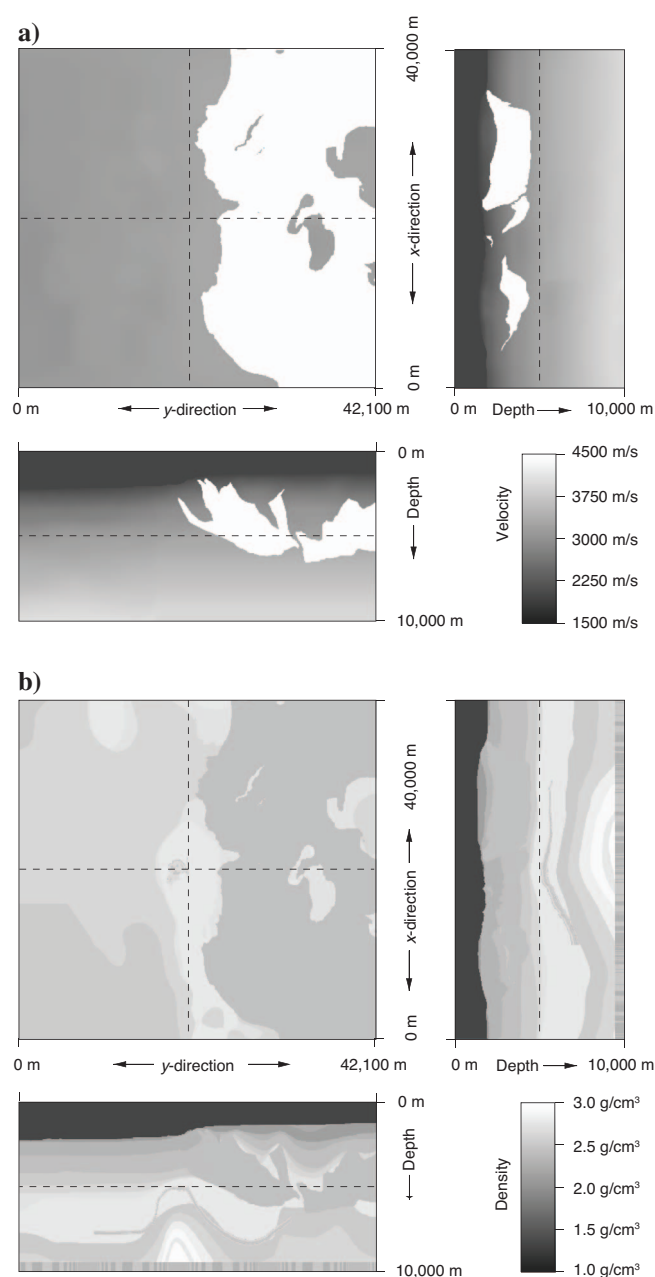 a)
40,000 m
x-direction
0 m
0 m
y-direction
42,100 m
0 m
Depth
10,000 m
0 m
Depth
10,000 m
Velocity
4500 m/s
3750 m/s
3000 m/s
2250 m/s
1500 m/s
b)
40,000 m
x-direction
0 m
0 m
y-direction
42,100 m
0 m
Depth
10,000 m
0 m
Depth
10,000 m
Density
3.0 g/cm³
2.5 g/cm³
2.0 g/cm³
1.5 g/cm³
1.0 g/cm³